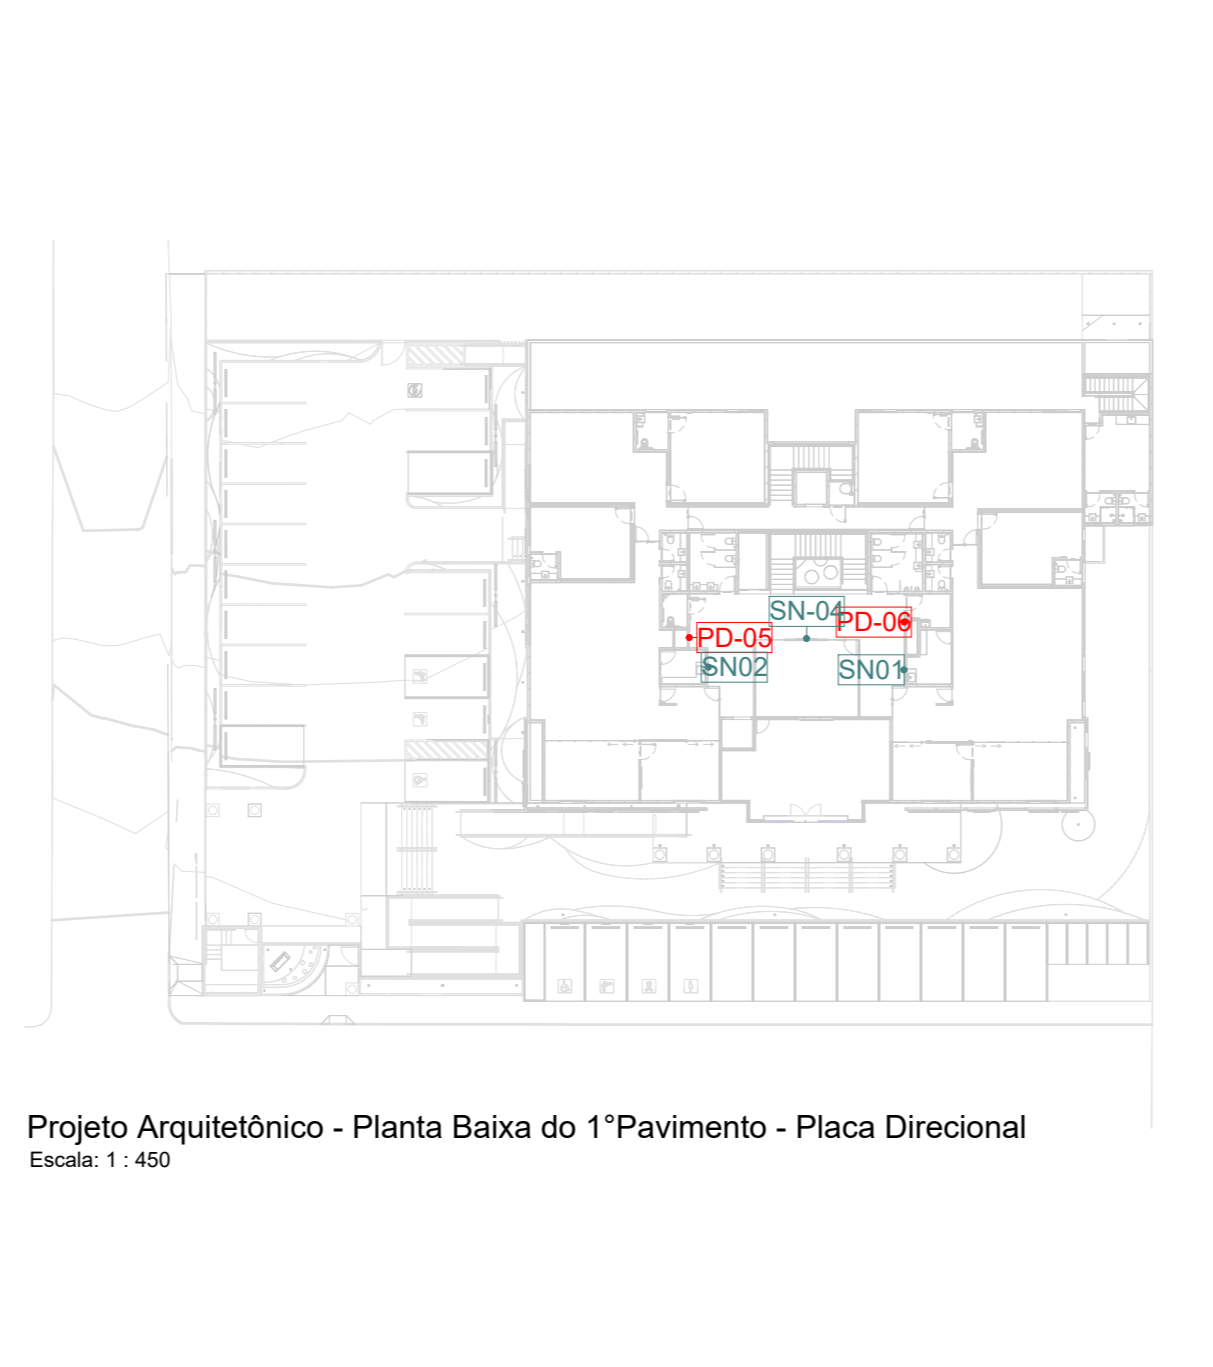 SN-04
PD-06
PD-05
SN02
SN01
Projeto Arquitetônico - Planta Baixa do 1°Pavimento - Placa Direcional
Escala: 1 : 450